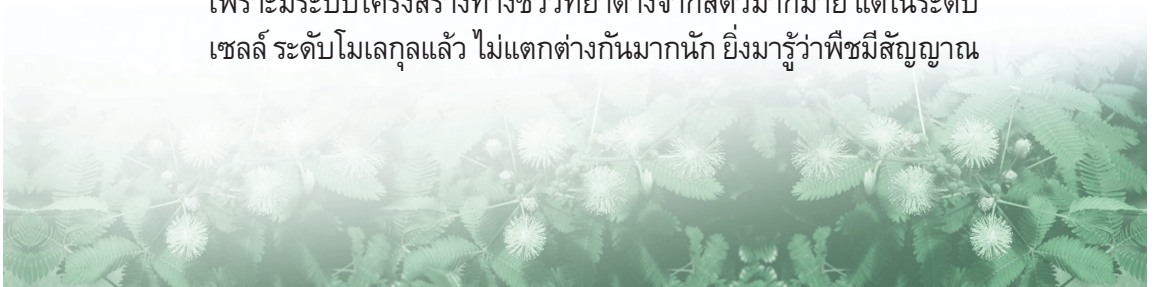 เพราะมีระบบโครงสร้างทางชีววิทยาต่างจากสัตว์มากมาย แต่ในระดับ
เซลล์ ระดับโมเลกุลแล้ว ไม่แตกต่างกันมากนัก ยิ่งมารู้ว่าพืชมีสัญญาณ